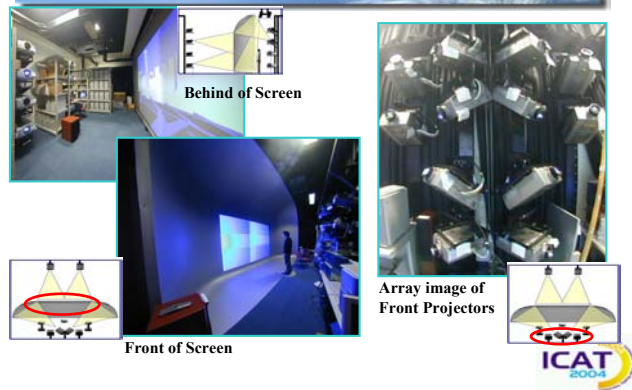 Behind of Screen
Array image of
Front Projectors
Front of Screen
ICAT
2004